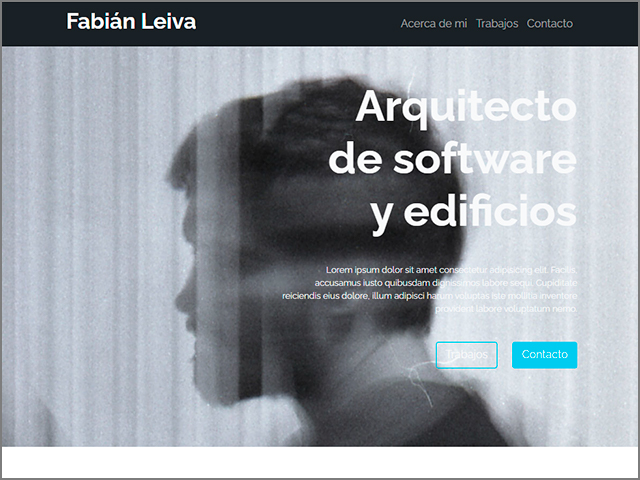 Fabián Leiva
Acerca de mi Trabajos Contacto
Arquitecto
de software
y edificios
Lorem ipsum dolor sit amet consectetur adipisicing elit. Facilis,
accusamus iusto quibusdam dignissimos labore sequi. Cupiditate
reiciendis eius dolore, illum adipisci harum voluptas iste mollitia inventore
provident labore voluptatum nemo.
Trabajos Contacto